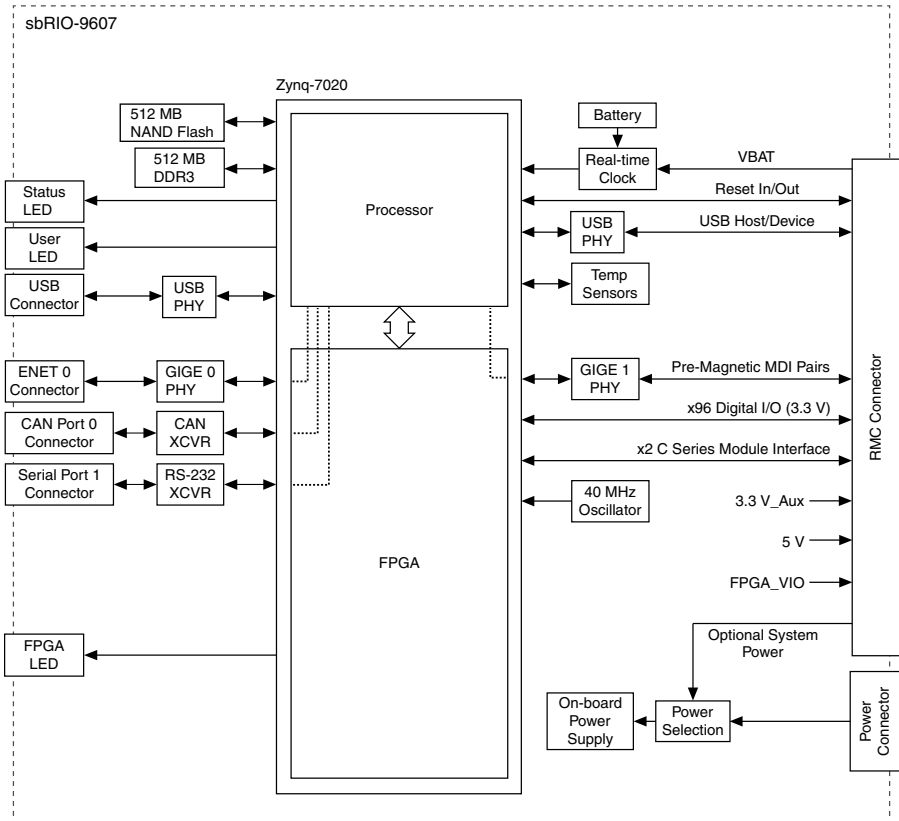 sbRIO-9607
Zynq-7020
512 MB
NAND Flash
512 MB
DDR3
Status
LED
User
LED
USB
Connector
USB
PHY
ENET 0
Connector
GIGE 0
PHY
CAN Port 0
Connector
CAN
XCVR
Serial Port 1
Connector
RS-232
XCVR
FPGA
LED
Processor
FPGA
Battery
Real-time
Clock
VBAT
Reset In/Out
USB
PHY
USB Host/Device
Temp
Sensors
GIGE 1
PHY
Pre-Magnetic MDI Pairs
x96 Digital I/O (3.3 V)
x2 C Series Module Interface
40 MHz
Oscillator
3.3 V_Aux
5 V
FPGA_VIO
RMC Connector
Optional System
Power
On-board
Power
Supply
Power
Selection
Power
Connector